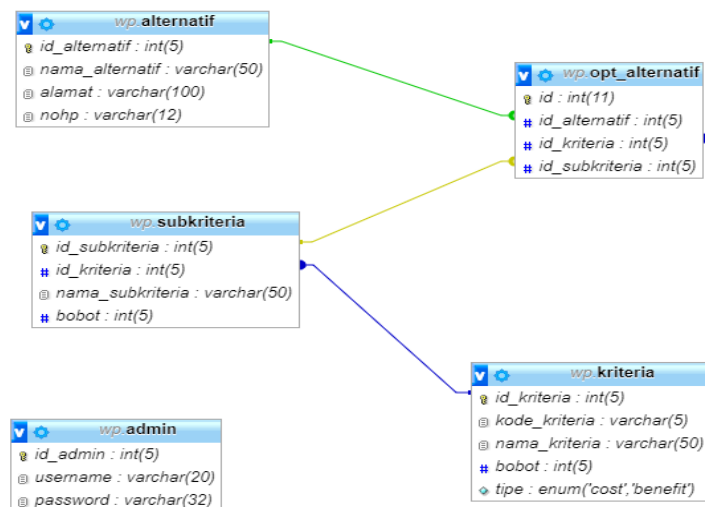 wp.alternatif
id_alternatif : int(5)
nama_alternatif : varchar(50)
alamat : varchar(100)
nohp : varchar(12)
wp.opt_alternatif
id : int(11)
id_alternatif : int(5)
id_kriteria : int(5)
id_subkriteria : int(5)
wp.subkriteria
id_subkriteria : int(5)
id_kriteria : int(5)
nama_subkriteria : varchar(50)
bobot : int(5)
wp.kriteria
id_kriteria : int(5)
kode_kriteria : varchar(5)
nama_kriteria : varchar(50)
bobot : int(5)
tipe : enum('cost','benefit')
wp.admin
id_admin : int(5)
username : varchar(20)
password : varchar(32)